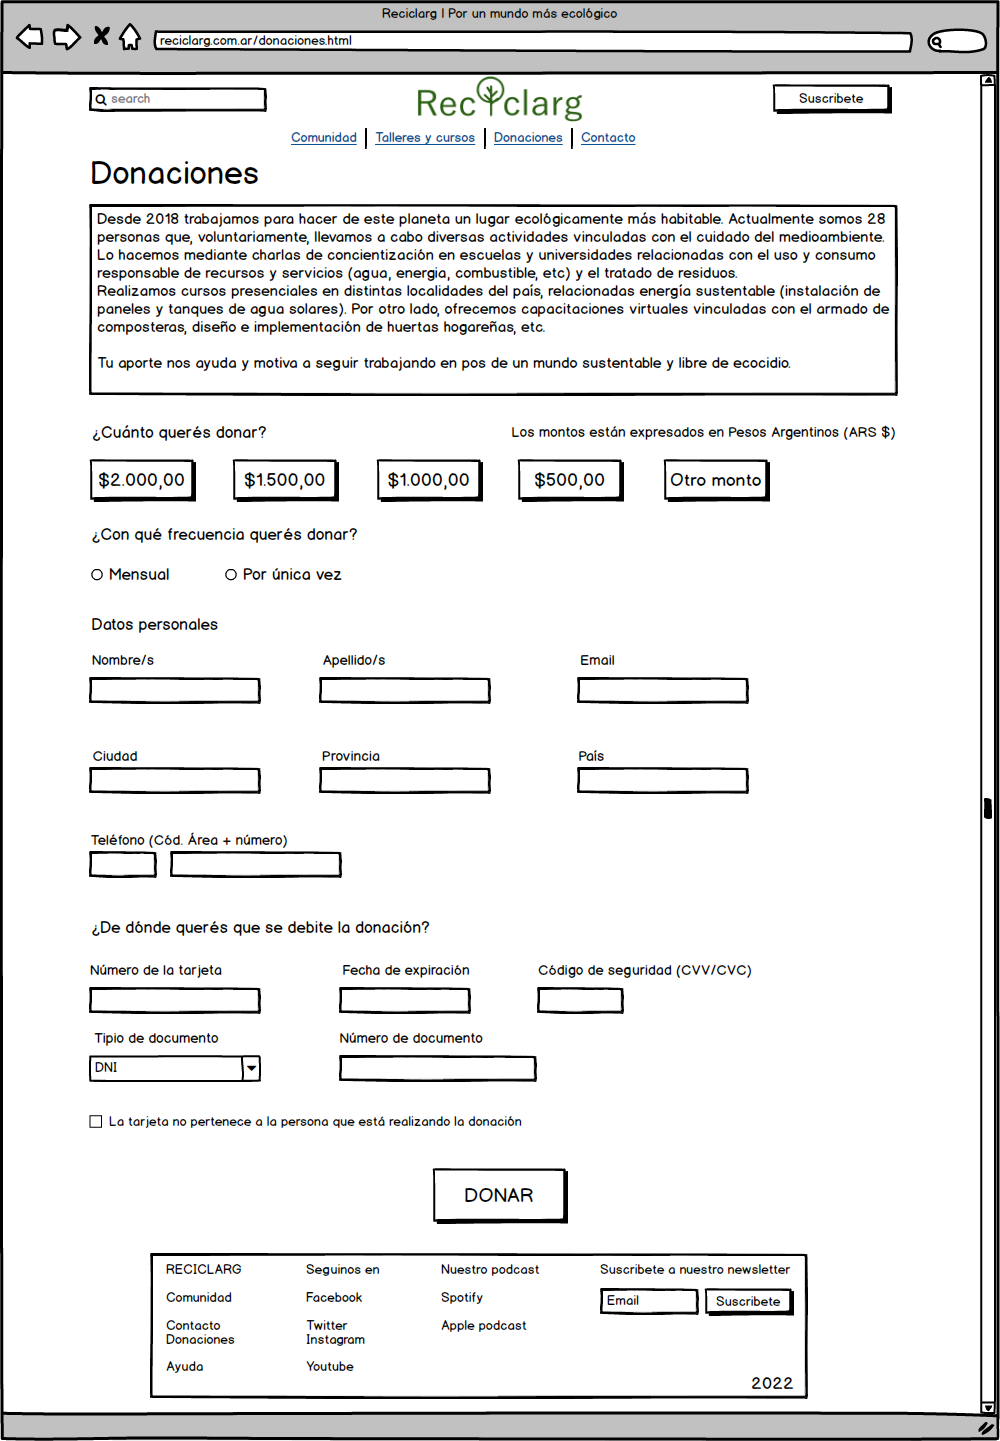 Reciclarg | Por un mundo más ecológico
reciclarg.com.ar/donaciones.html
search
Reciclarg
Suscribete
Comunidad
Talleres y cursos
Donaciones
Contacto
Donaciones
Desde 2018 trabajamos para hacer de este planeta un lugar ecológicamente más habitable. Actualmente somos 28
personas que, voluntariamente, llevamos a cabo diversas actividades vinculadas con el cuidado del medioambiente.
Lo hacemos mediante charlas de concientización en escuelas y universidades relacionadas con el uso y consumo
responsable de recursos y servicios (agua, energia, combustible, etc) y el tratado de residuos.
Realizamos cursos presenciales en distintas localidades del país, relacionadas energía sustentable (instalación de
paneles y tanques de agua solares). Por otro lado, ofrecemos capacitaciones virtuales vinculadas con el armado de
composteras, diseño e implementación de huertas hogareñas, etc.
Tu aporte nos ayuda y motiva a seguir trabajando en pos de un mundo sustentable y libre de ecocidio.
¿Cuánto querés donar?
Los montos están expresados en Pesos Argentinos (ARS $)
$2.000,00
$1.500,00
$1.000,00
$500,00
Otro monto
¿Con qué frecuencia querés donar?
Mensual
Por única vez
Datos personales
Nombre/s
Apellido/s
Email
Ciudad
Provincia
País
Teléfono (Cód. Área + número)
¿De dónde querés que se debite la donación?
Número de la tarjeta
Fecha de expiración
Código de seguridad (CVV/CVC)
Tipio de documento
Número de documento
DNI
La tarjeta no pertenece a la persona que está realizando la donación
DONAR
RECICLARG
Comunidad
Contacto
Donaciones
Ayuda
Seguinos en
Facebook
Twitter
Instagram
Youtube
Nuestro podcast
Spotify
Apple podcast
Suscribete a nuestro newsletter
Email
Suscribete
2022